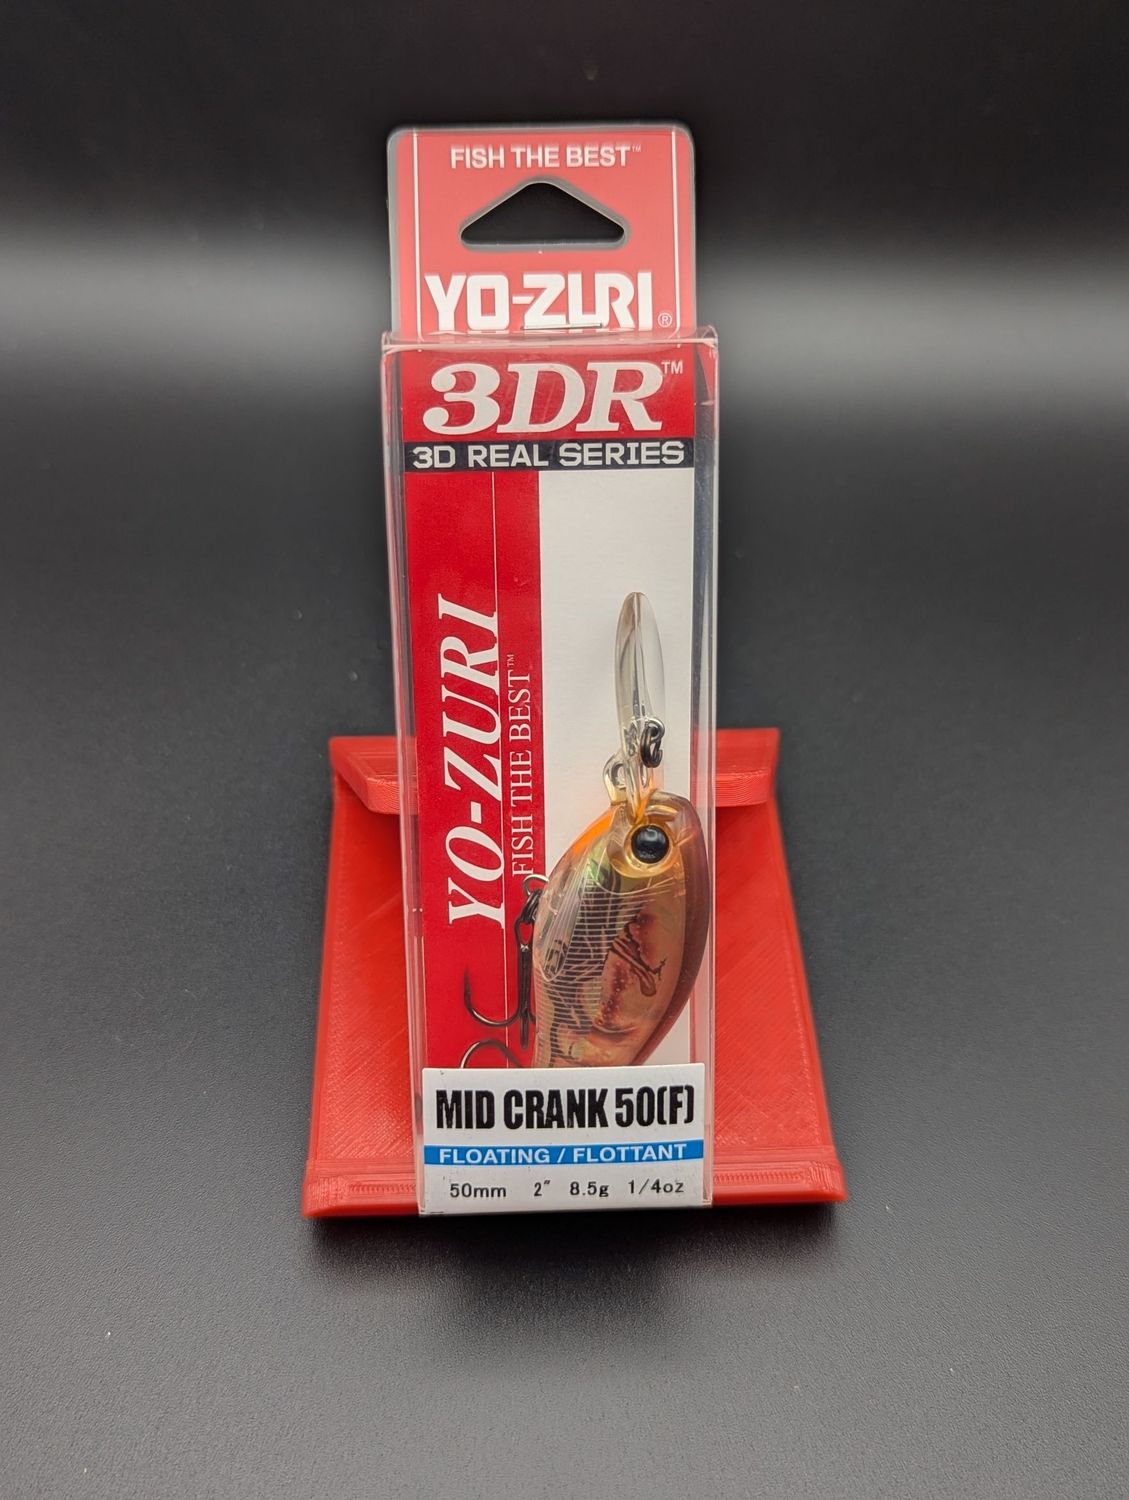 FISH THE BEST™
YO-ZURI®
3DR™
3D REAL SERIES
YO-ZURI
FISH THE BEST™
MID CRANK 50(F)
FLOATING / FLOTTANT
50mm 2" 8.5g 1/4oz